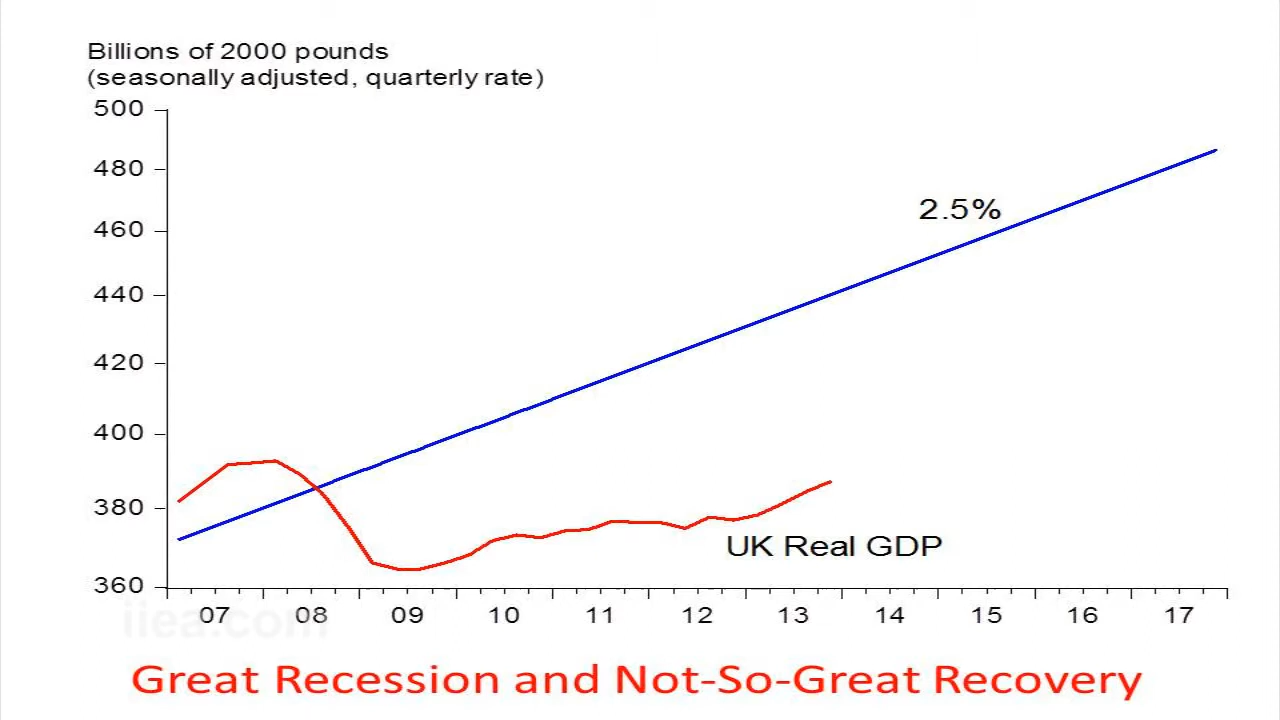 Billions of 2000 pounds
(seasonally adjusted, quarterly rate)
500
480
2.5%
460
440
420
400
380
UK Real GDP
360
07 08 09 10 11 12 13 14 15 16 17
iiea.com
Great Recession and Not-So-Great Recovery